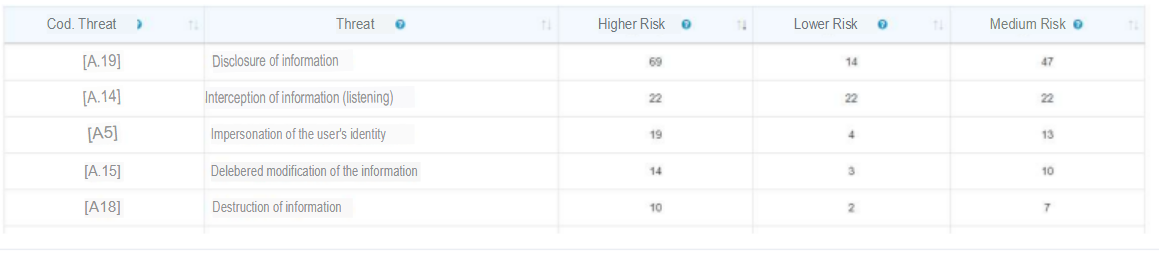 Cod. Threat Threat Higher Risk Lower Risk Medium Risk
[A.19] Disclosure of information 69 14 47
[A.14] Interception of information (listening) 22 22 22
[A5] Impersonation of the user's identity 19 4 13
[A.15] Delebered modification of the information 14 3 10
[A18] Destruction of information 10 2 7